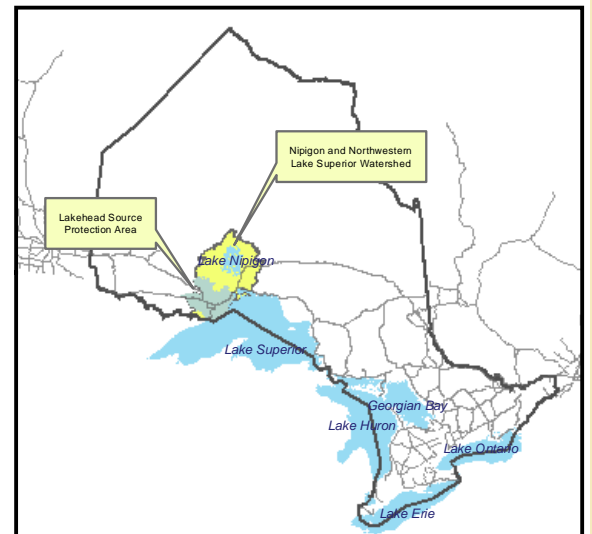 Nipigon and Northwestern
Lake Superior Watershed
Lakehead Source
Protection Area
Lake Nipigon
Lake Superior
Georgian Bay
Lake Huron
Lake Ontario
Lake Erie